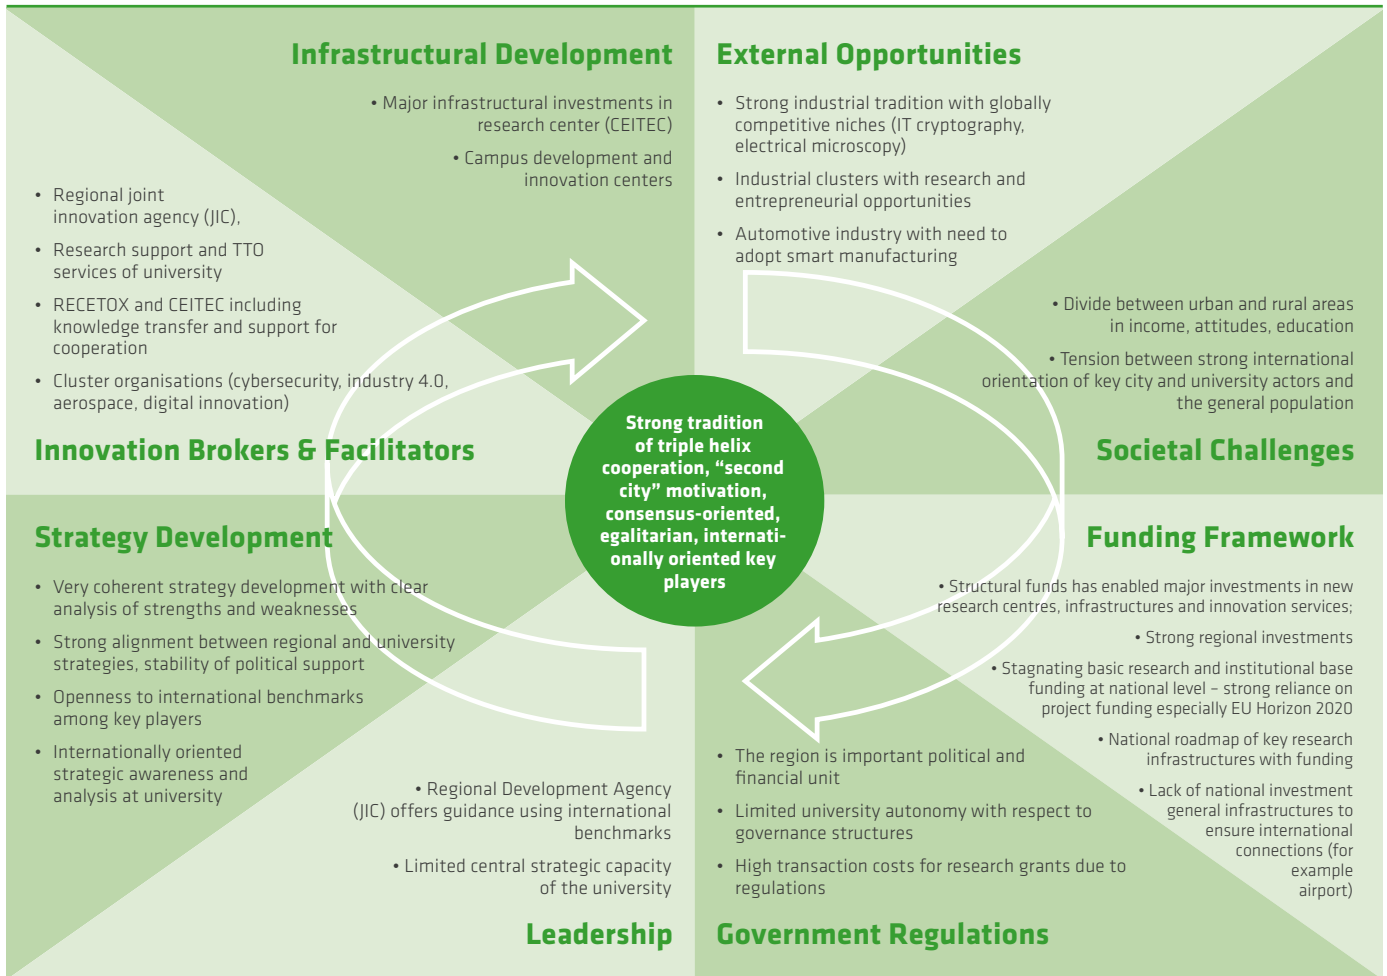 Infrastructural Development
• Major infrastructural investments in
research center (CEITEC)
• Campus development and
innovation centers
External Opportunities
• Strong industrial tradition with globally
competitive niches (IT cryptography,
electrical microscopy)
• Industrial clusters with research and
entrepreneurial opportunities
• Automotive industry with need to
adopt smart manufacturing
• Regional joint
innovation agency (JIC),
• Research support and TTO
services of university
• RECETOX and CEITEC including
knowledge transfer and support for
cooperation
• Cluster organisations (cybersecurity, industry 4.0,
aerospace, digital innovation)
Innovation Brokers & Facilitators
• Divide between urban and rural areas
in income, attitudes, education
• Tension between strong international
orientation of key city and university actors and
the general population
Societal Challenges
Strong tradition
of triple helix
cooperation, “second
city” motivation,
consensus-oriented,
egalitarian, internati-
onally oriented key
players
Strategy Development
• Very coherent strategy development with clear
analysis of strengths and weaknesses
• Strong alignment between regional and university
strategies, stability of political support
• Openness to international benchmarks
among key players
• Internationally oriented
strategic awareness and
analysis at university
Funding Framework
• Structural funds has enabled major investments in new
research centres, infrastructures and innovation services;
• Strong regional investments
• Stagnating basic research and institutional base
funding at national level – strong reliance on
project funding especially EU Horizon 2020
• National roadmap of key research
infrastructures with funding
• Lack of national investment
general infrastructures to
ensure international
connections (for
example
airport)
• Regional Development Agency
(JIC) offers guidance using international
benchmarks
• Limited central strategic capacity
of the university
Leadership
• The region is important political and
financial unit
• Limited university autonomy with respect to
governance structures
• High transaction costs for research grants due to
regulations
Government Regulations